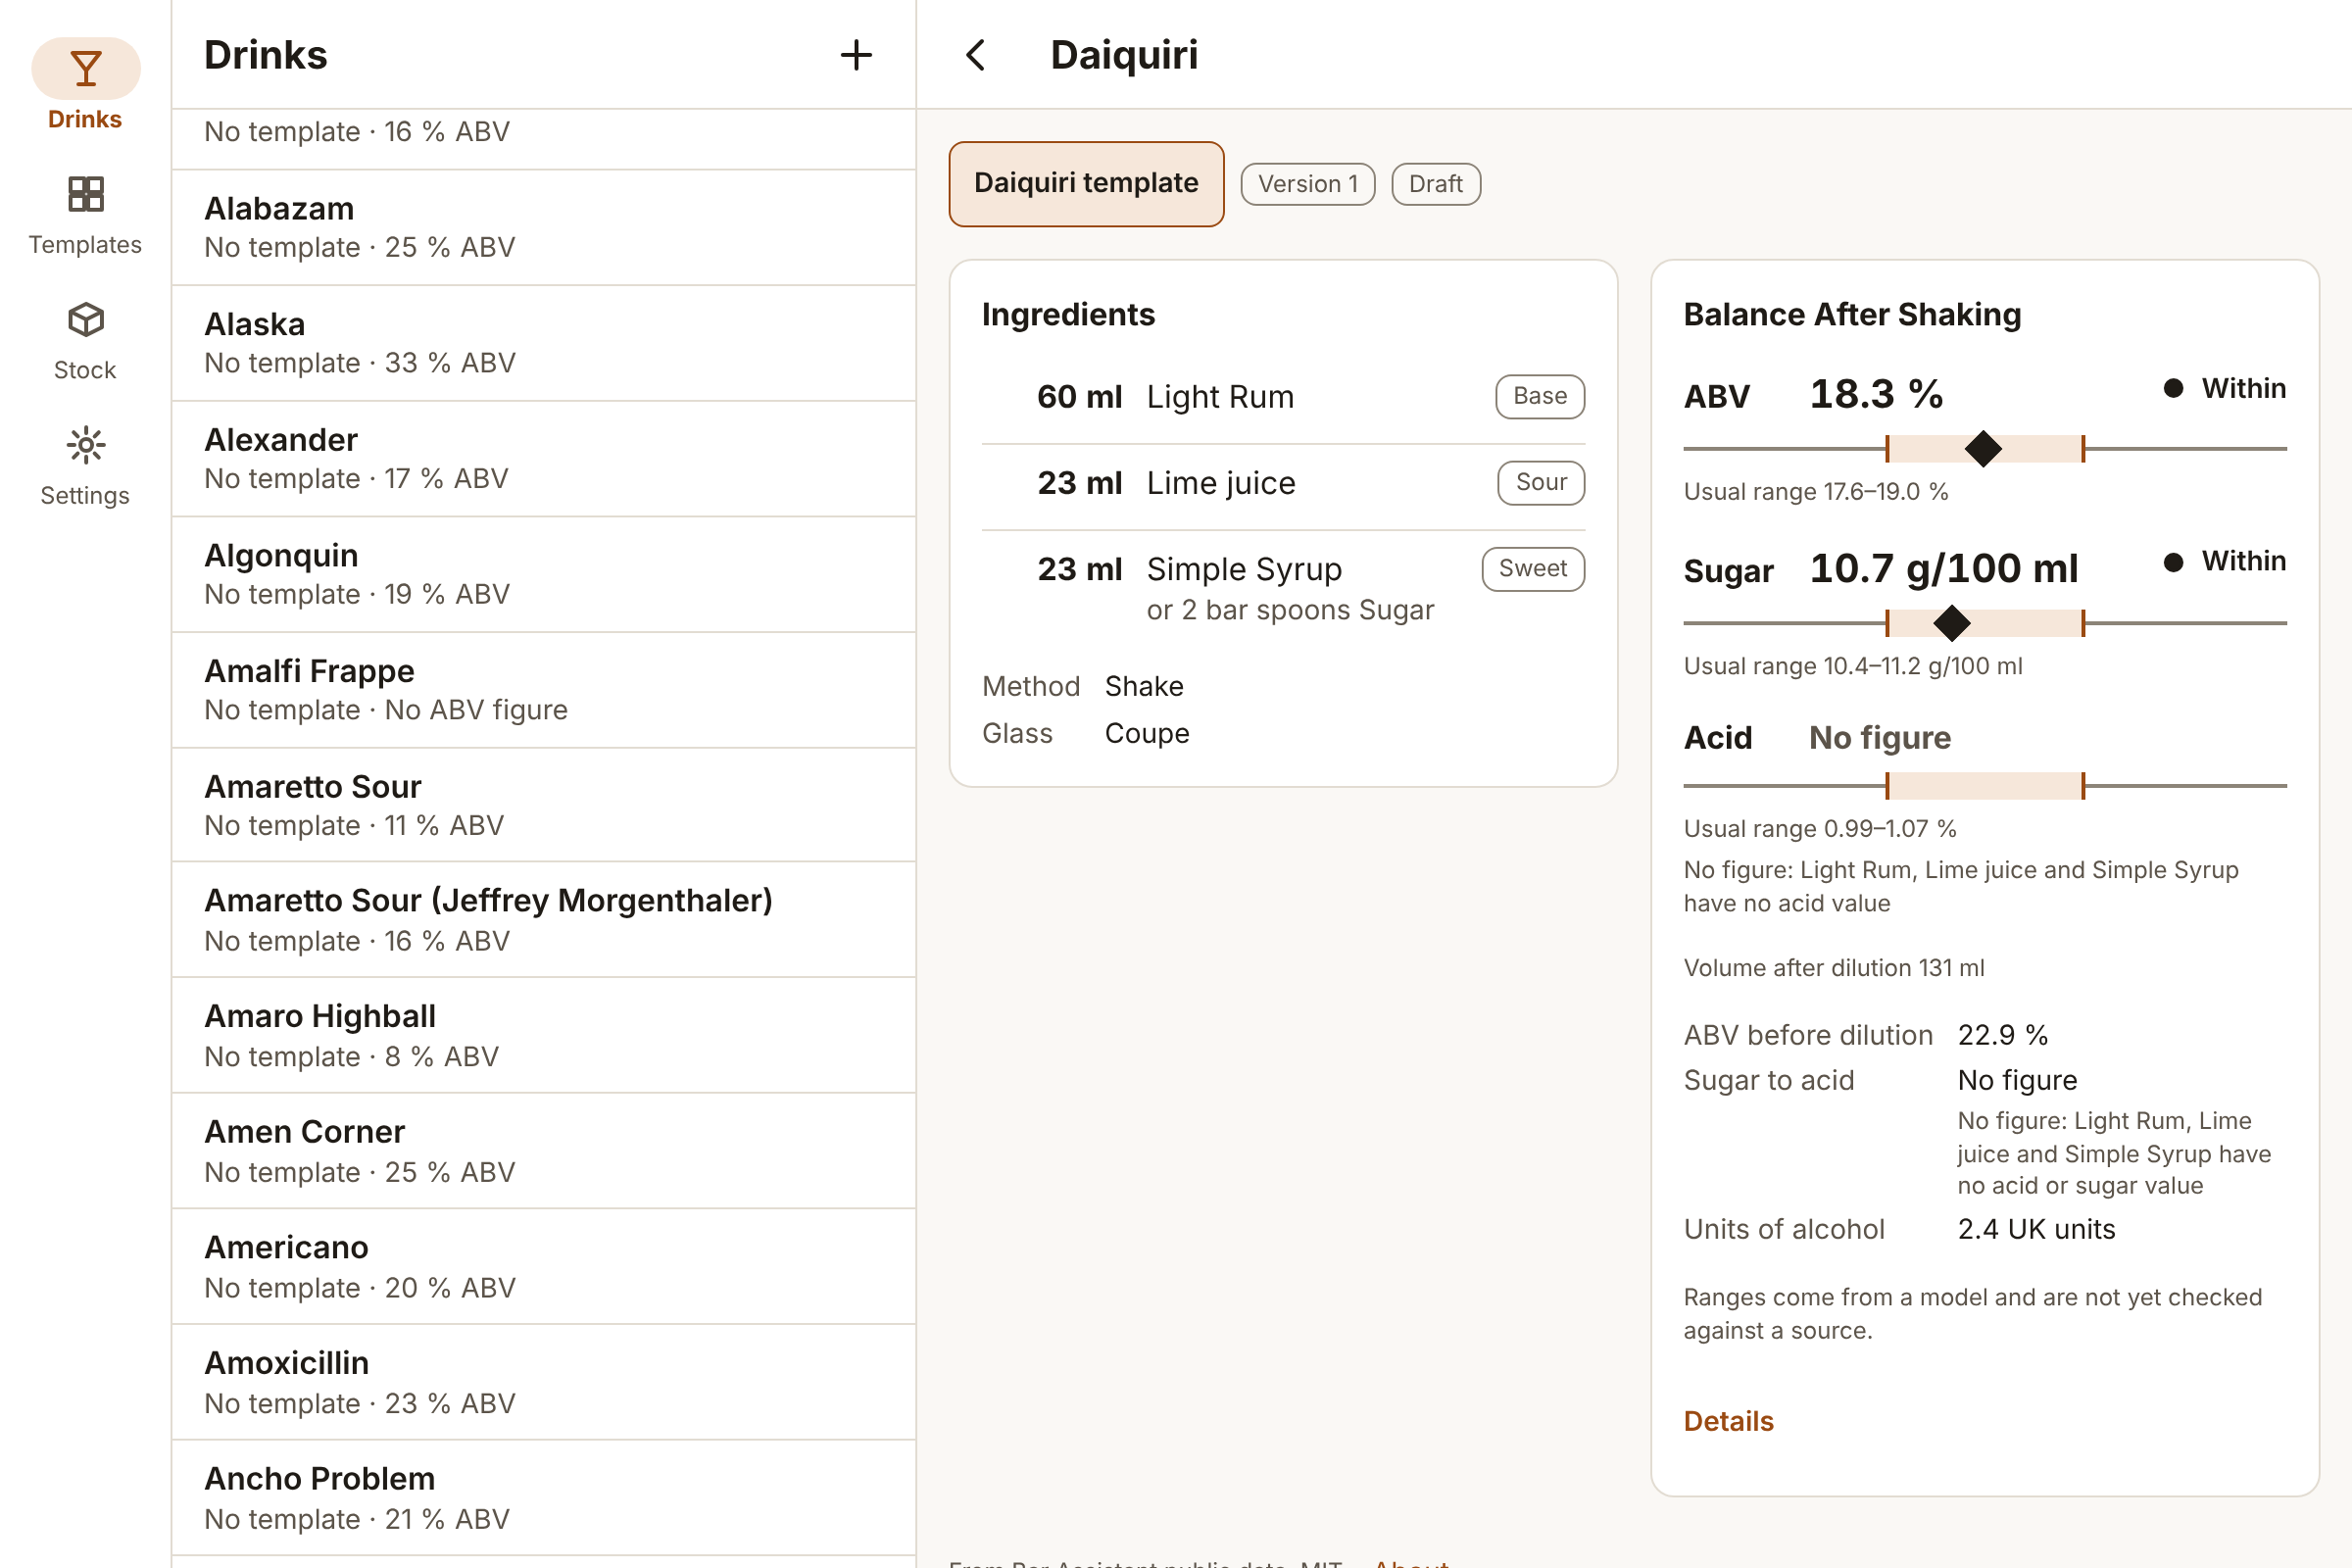 Drinks
Templates
Stock
Settings
Drinks
No template · 16 % ABV
Alabazam
No template · 25 % ABV
Alaska
No template · 33 % ABV
Alexander
No template · 17 % ABV
Algonquin
No template · 19 % ABV
Amalfi Frappe
No template · No ABV figure
Amaretto Sour
No template · 11 % ABV
Amaretto Sour (Jeffrey Morgenthaler)
No template · 16 % ABV
Amaro Highball
No template · 8 % ABV
Amen Corner
No template · 25 % ABV
Americano
No template · 20 % ABV
Amoxicillin
No template · 23 % ABV
Ancho Problem
No template · 21 % ABV
Daiquiri
Daiquiri template Version 1 Draft
Ingredients
60 ml Light Rum Base
23 ml Lime juice Sour
23 ml Simple Syrup Sweet
or 2 bar spoons Sugar
Method Shake
Glass Coupe
Balance After Shaking
ABV 18.3 % Within
Usual range 17.6–19.0 %
Sugar 10.7 g/100 ml Within
Usual range 10.4–11.2 g/100 ml
Acid No figure
Usual range 0.99–1.07 %
No figure: Light Rum, Lime juice and Simple Syrup
have no acid value
Volume after dilution 131 ml
ABV before dilution 22.9 %
Sugar to acid No figure
No figure: Light Rum, Lime
juice and Simple Syrup have
no acid or sugar value
Units of alcohol 2.4 UK units
Ranges come from a model and are not yet checked
against a source.
Details
From Bar Assistant public data, MIT About